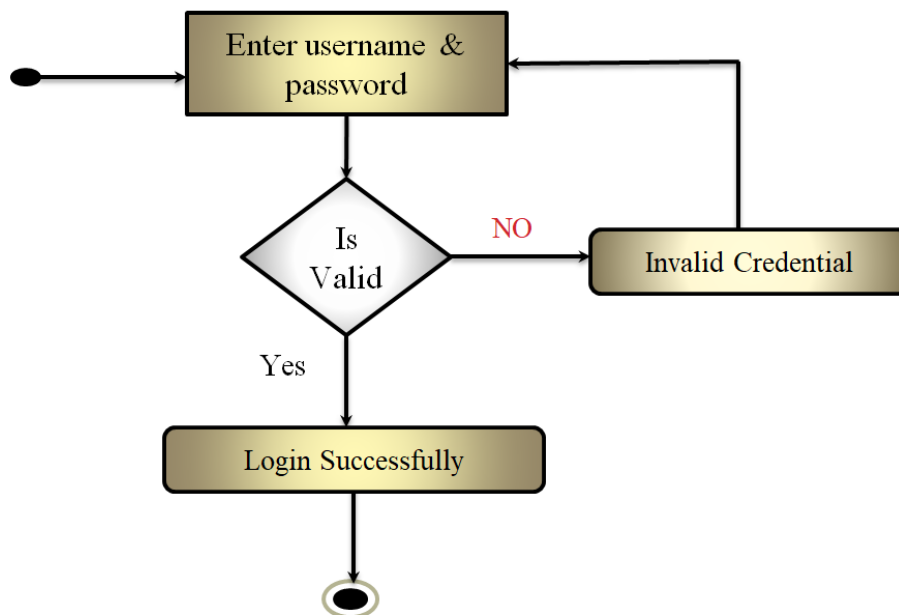 Enter username &
password
Is
Valid
NO
Invalid Credential
Yes
Login Successfully